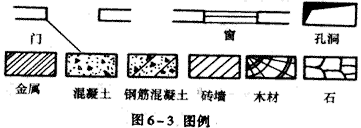 门 窗 孔洞
金属 混凝土 钢筋混凝土 砖墙 木材 石
图6-3 图例